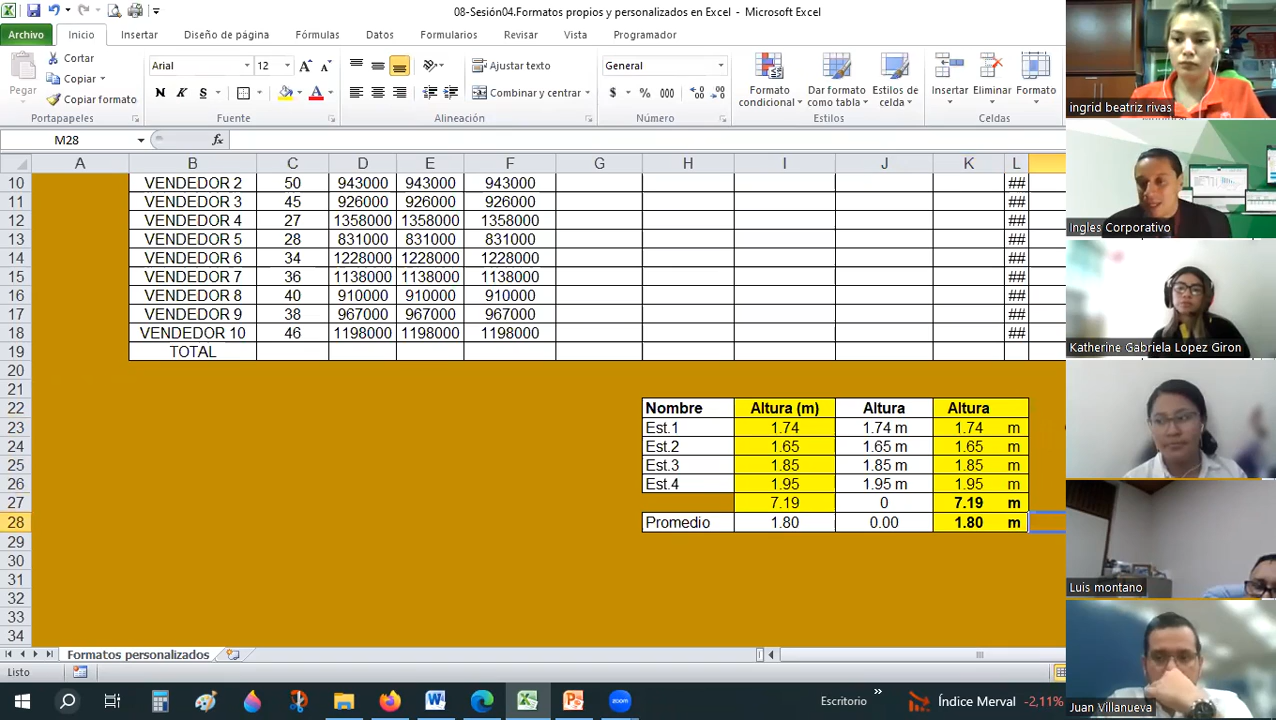 08-Sesión04.Formatos propios y personalizados en Excel - Microsoft Excel
Archivo Inicio Insertar Diseño de página Fórmulas Datos Formularios Revisar Vista Programador
Cortar
Copiar
Copiar formato
Pegar
Portapapeles
Arial 12
N K S
Fuente
Ajustar texto
Combinar y centrar
Alineación
General
$ % 000
Número
Formato condicional
Dar formato como tabla
Estilos de celda
Estilos
Insertar Eliminar Formato
Celdas
M28 fx
A B C D E F G H I J K L
10 VENDEDOR 2 50 943000 943000 943000 ##
11 VENDEDOR 3 45 926000 926000 926000 ##
12 VENDEDOR 4 27 1358000 1358000 1358000 ##
13 VENDEDOR 5 28 831000 831000 831000 ##
14 VENDEDOR 6 34 1228000 1228000 1228000 ##
15 VENDEDOR 7 36 1138000 1138000 1138000 ##
16 VENDEDOR 8 40 910000 910000 910000 ##
17 VENDEDOR 9 38 967000 967000 967000 ##
18 VENDEDOR 10 46 1198000 1198000 1198000 ##
19 TOTAL
20
21
22 Nombre Altura (m) Altura Altura
23 Est.1 1.74 1.74 m 1.74 m
24 Est.2 1.65 1.65 m 1.65 m
25 Est.3 1.85 1.85 m 1.85 m
26 Est.4 1.95 1.95 m 1.95 m
27 7.19 0 7.19 m
28 Promedio 1.80 0.00 1.80 m
29
30
31
32
33
34
Formatos personalizados
Listo
Escritorio » Índice Merval -2,11%
zoom
ingrid beatriz rivas
Ingles Corporativo
Katherine Gabriela Lopez Giron
Luis montano
Juan Villanueva